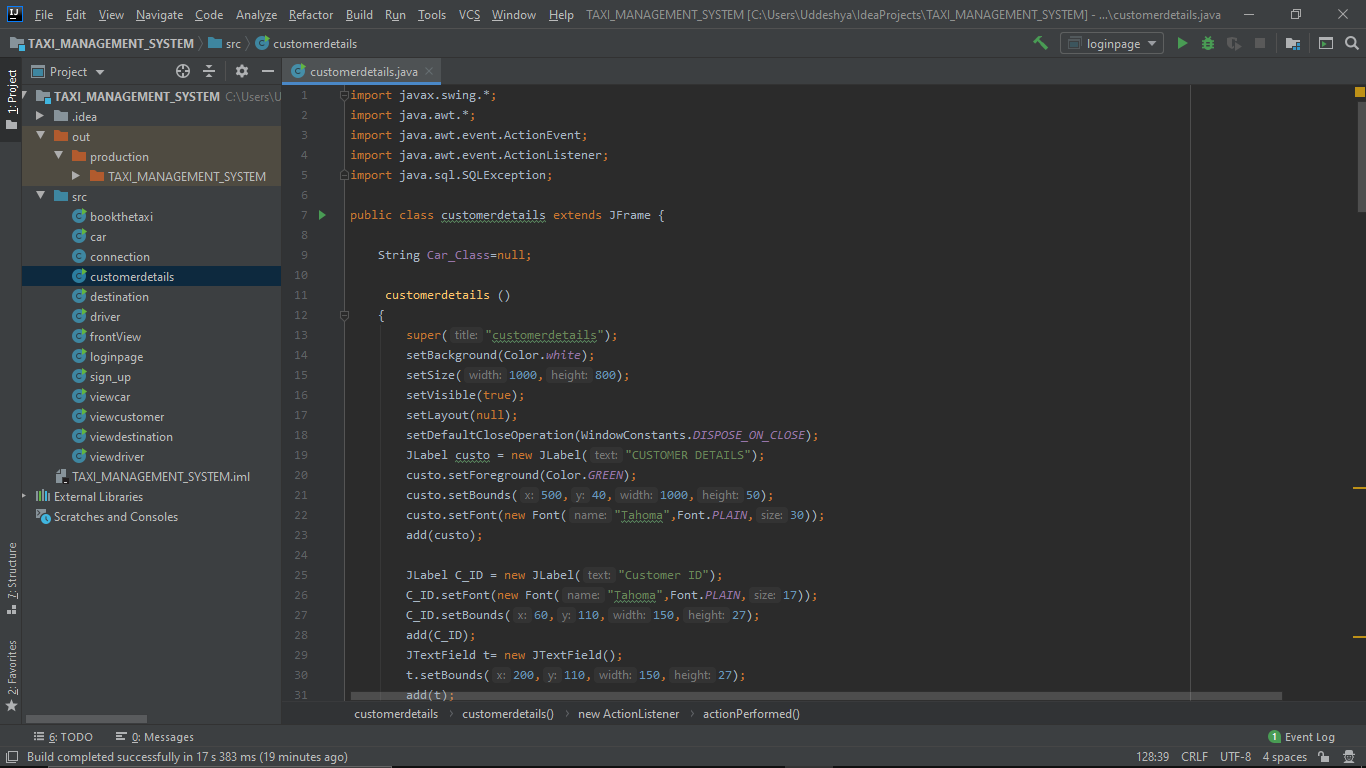 File Edit View Navigate Code Analyze Refactor Build Run Tools VCS Window Help TAXI_MANAGEMENT_SYSTEM [C:\Users\Uddeshya\IdeaProjects\TAXI_MANAGEMENT_SYSTEM] - ...\customerdetails.java
TAXI_MANAGEMENT_SYSTEM src customerdetails loginpage
1: Project
7: Structure
2: Favorites
Project
TAXI_MANAGEMENT_SYSTEM C:\Users\U
.idea
out
production
TAXI_MANAGEMENT_SYSTEM
src
bookthetaxi
car
connection
customerdetails
destination
driver
frontView
loginpage
sign_up
viewcar
viewcustomer
viewdestination
viewdriver
TAXI_MANAGEMENT_SYSTEM.iml
External Libraries
Scratches and Consoles
customerdetails.java
1 import javax.swing.*;
2 import java.awt.*;
3 import java.awt.event.ActionEvent;
4 import java.awt.event.ActionListener;
5 import java.sql.SQLException;
6
7 public class customerdetails extends JFrame {
8
9 String Car_Class=null;
10
11 customerdetails ()
12 {
13 super( title: "customerdetails");
14 setBackground(Color.white);
15 setSize( width: 1000, height: 800);
16 setVisible(true);
17 setLayout(null);
18 setDefaultCloseOperation(WindowConstants.DISPOSE_ON_CLOSE);
19 JLabel custo = new JLabel( text: "CUSTOMER DETAILS");
20 custo.setForeground(Color.GREEN);
21 custo.setBounds( x: 500, y: 40, width: 1000, height: 50);
22 custo.setFont(new Font( name: "Tahoma",Font.PLAIN, size: 30));
23 add(custo);
24
25 JLabel C_ID = new JLabel( text: "Customer ID");
26 C_ID.setFont(new Font( name: "Tahoma",Font.PLAIN, size: 17));
27 C_ID.setBounds( x: 60, y: 110, width: 150, height: 27);
28 add(C_ID);
29 JTextField t= new JTextField();
30 t.setBounds( x: 200, y: 110, width: 150, height: 27);
31 add(t);
customerdetails customerdetails() new ActionListener actionPerformed()
6: TODO 0: Messages 1 Event Log
Build completed successfully in 17 s 383 ms (19 minutes ago) 128:39 CRLF UTF-8 4 spaces